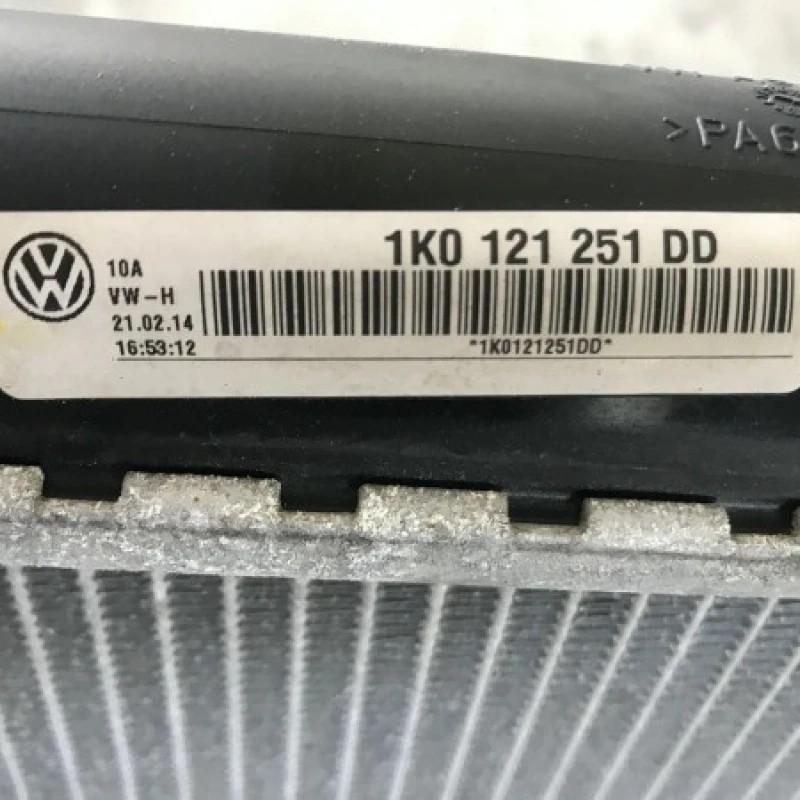 >PA6
1K0 121 251 DD
10A
VW-H
21.02.14
16:53:12
*1K0121251DD*